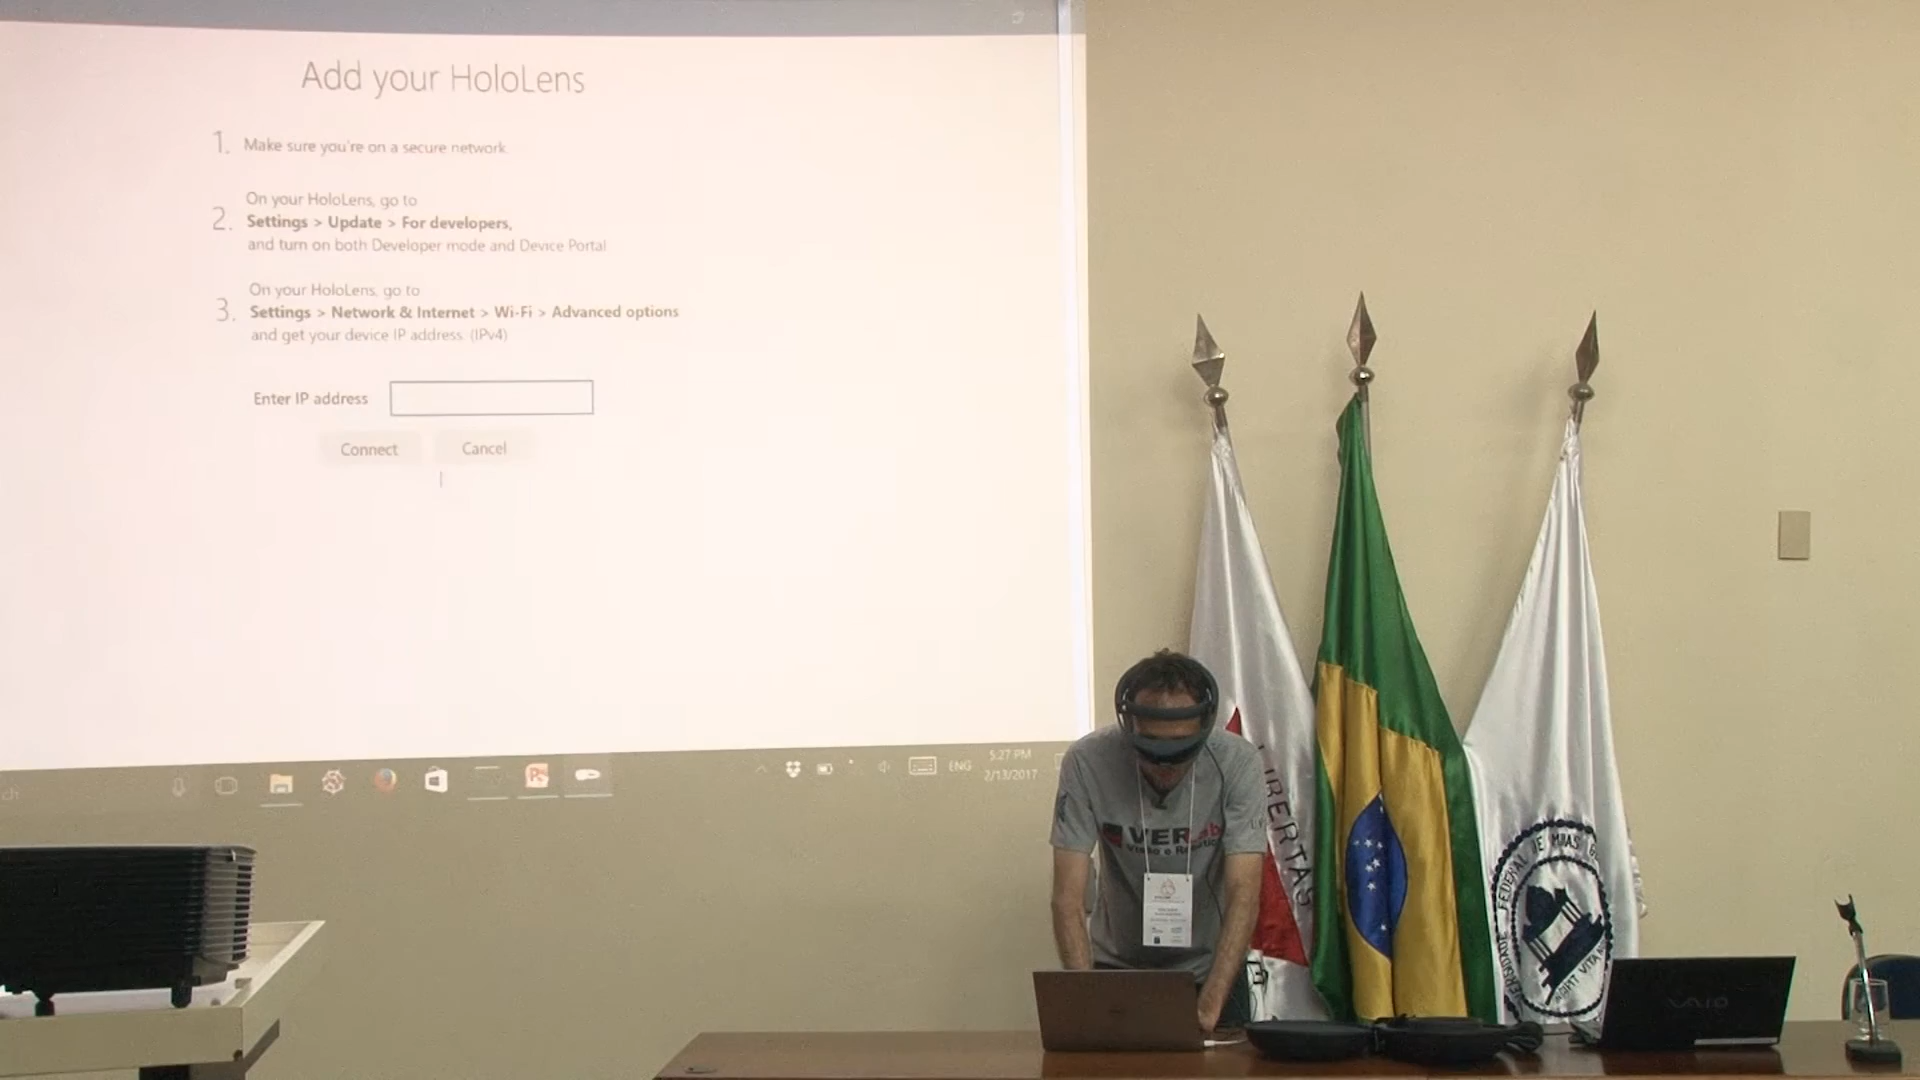 Add your HoloLens
1. Make sure you're on a secure network.
On your HoloLens, go to
2. Settings > Update > For developers,
and turn on both Developer mode and Device Portal
On your HoloLens, go to
3. Settings > Network & Internet > Wi-Fi > Advanced options
and get your device IP address. (IPv4)
Enter IP address
Connect Cancel
ENG
5:27 PM
2/13/2017
VERLab
LIBERTAS
VAIO